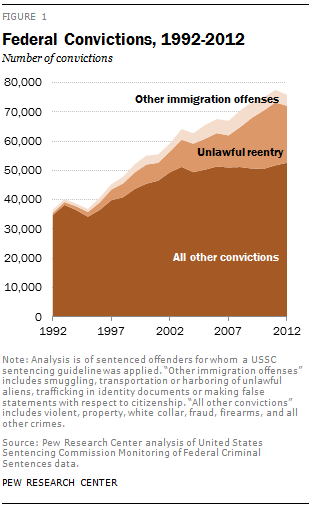 FIGURE 1
Federal Convictions, 1992-2012
Number of convictions
80,000
70,000
60,000
50,000
40,000
30,000
20,000
10,000
0
Other immigration offenses
Unlawful reentry
All other convictions
1992
1997
2002
2007
2012
Note: Analysis is of sentenced offenders for whom a USSC
sentencing guideline was applied. "Other immigration offenses"
includes smuggling, transportation or harboring of unlawful
aliens, trafficking in identity documents or making false
statements with respect to citizenship. "All other convictions"
includes violent, property, white collar, fraud, firearms, and all
other crimes.
Source: Pew Research Center analysis of United States
Sentencing Commission Monitoring of Federal Criminal
Sentences data.
PEW RESEARCH CENTER